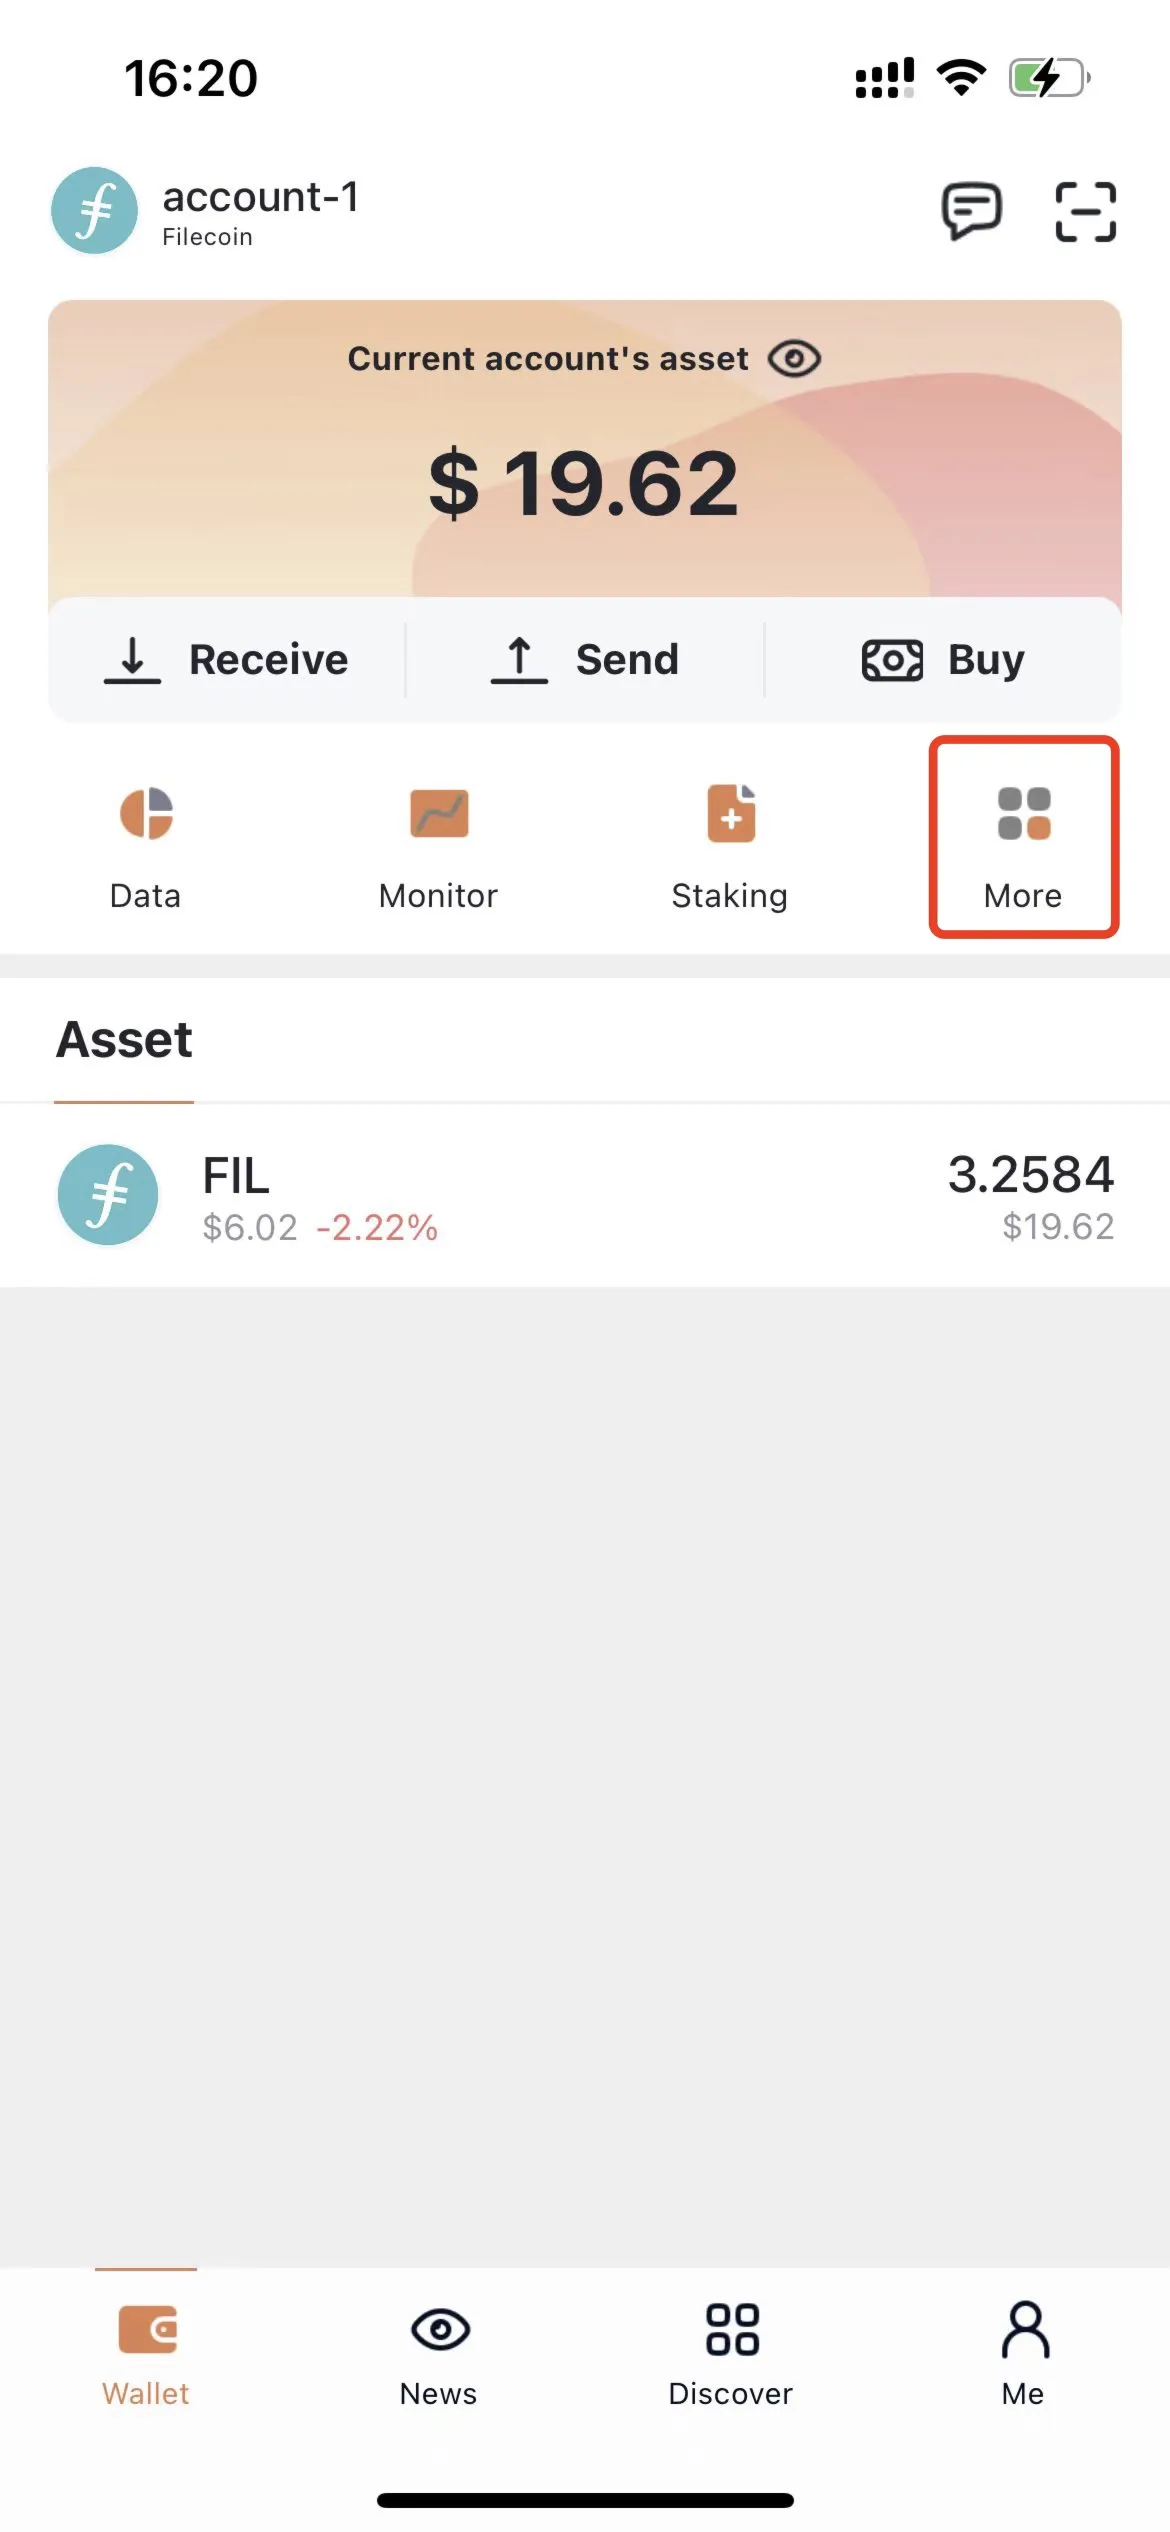 16:20
account-1
Filecoin
Current account's asset
$ 19.62
Receive
Send
Buy
Data
Monitor
Staking
More
Asset
FIL
3.2584
$6.02 -2.22%
$19.62
Wallet
News
Discover
Me